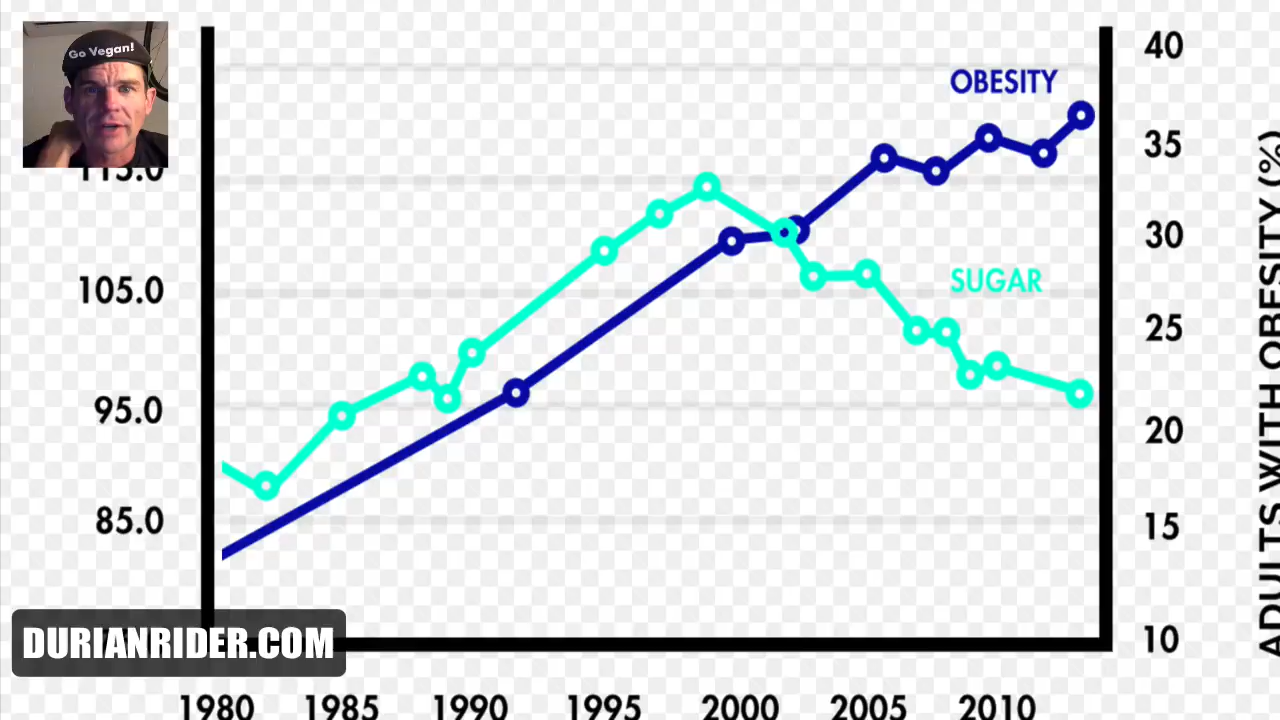 Go Vegan!
OBESITY
SUGAR
115.0
105.0
95.0
85.0
40
35
30
25
20
15
10
ADULTS WITH OBESITY (%)
DURIANRIDER.COM
1980 1985 1990 1995 2000 2005 2010